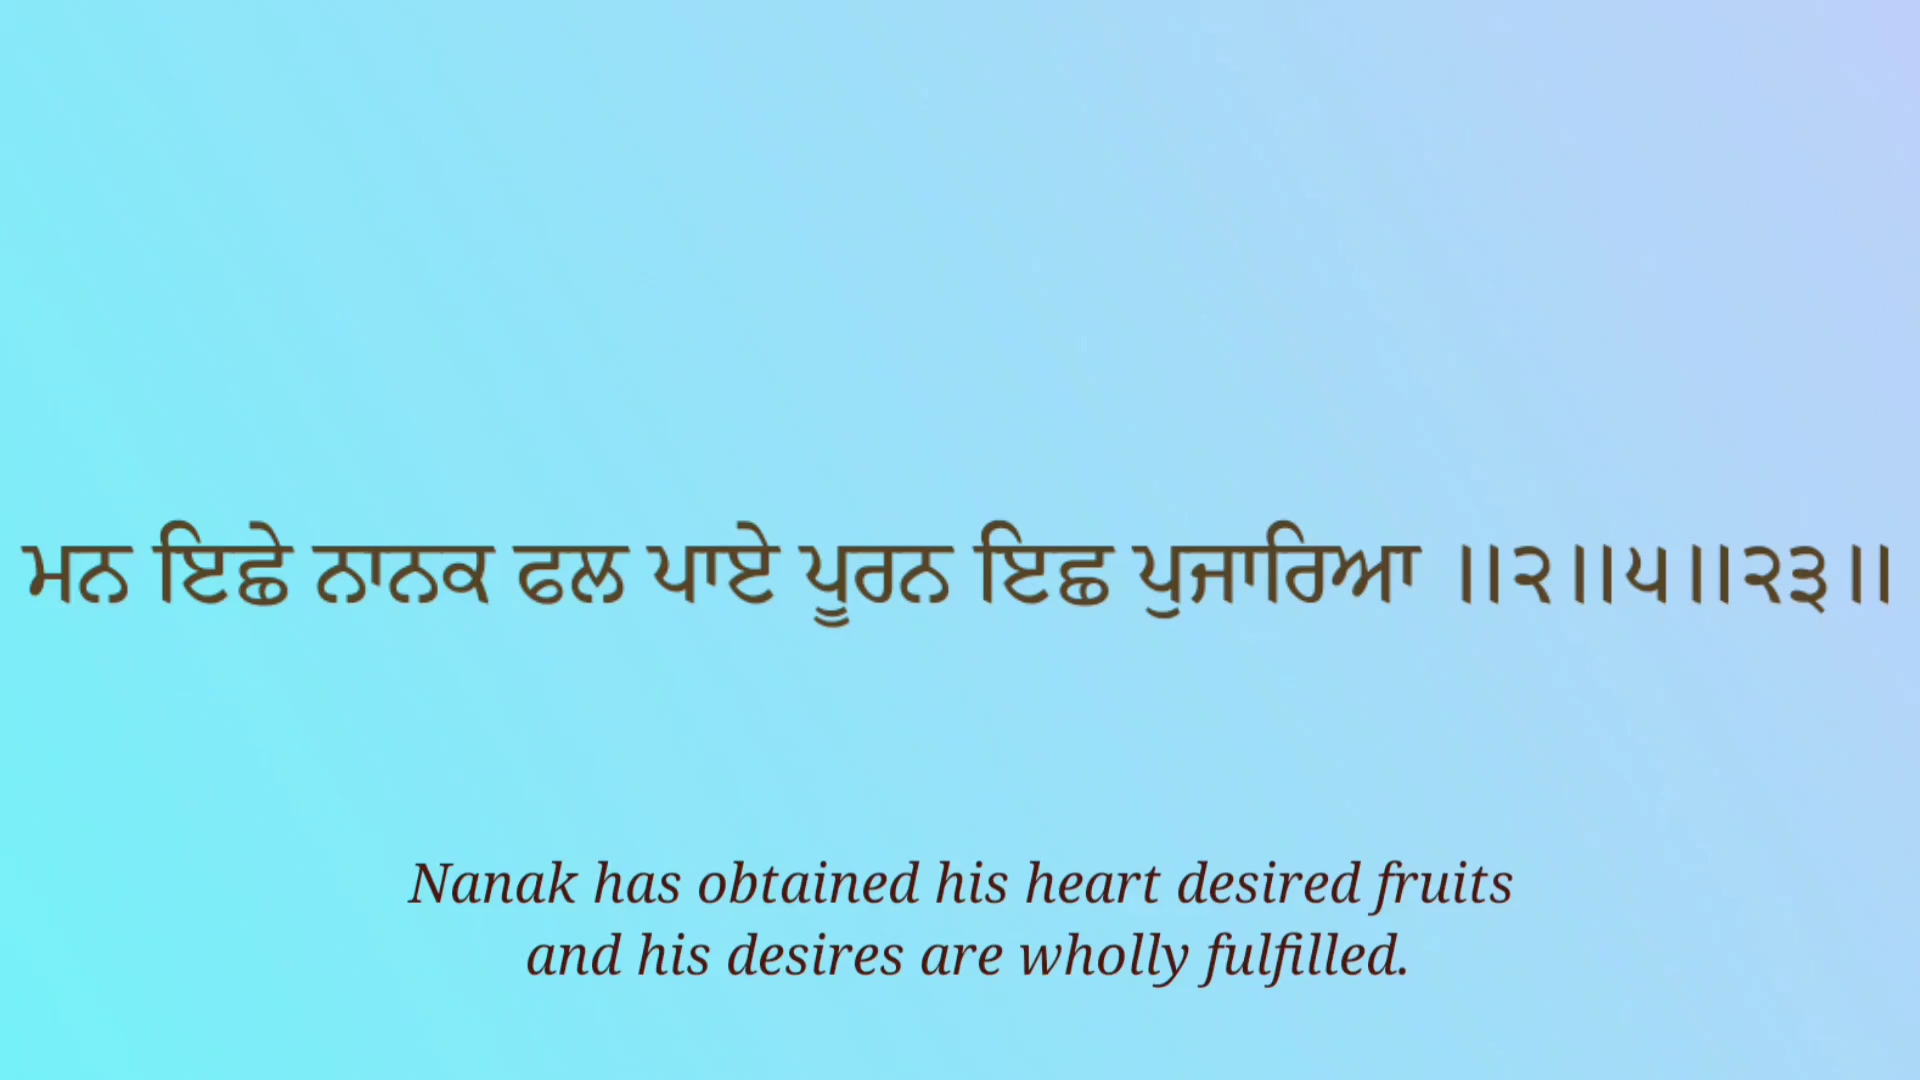 ਮਨ ਇਛੇ ਨਾਨਕ ਫਲ ਪਾਏ ਪੂਰਨ ਇਛ ਪੁਜਾਰਿਆ ॥੨॥੫॥੨੩॥
Nanak has obtained his heart desired fruits
and his desires are wholly fulfilled.